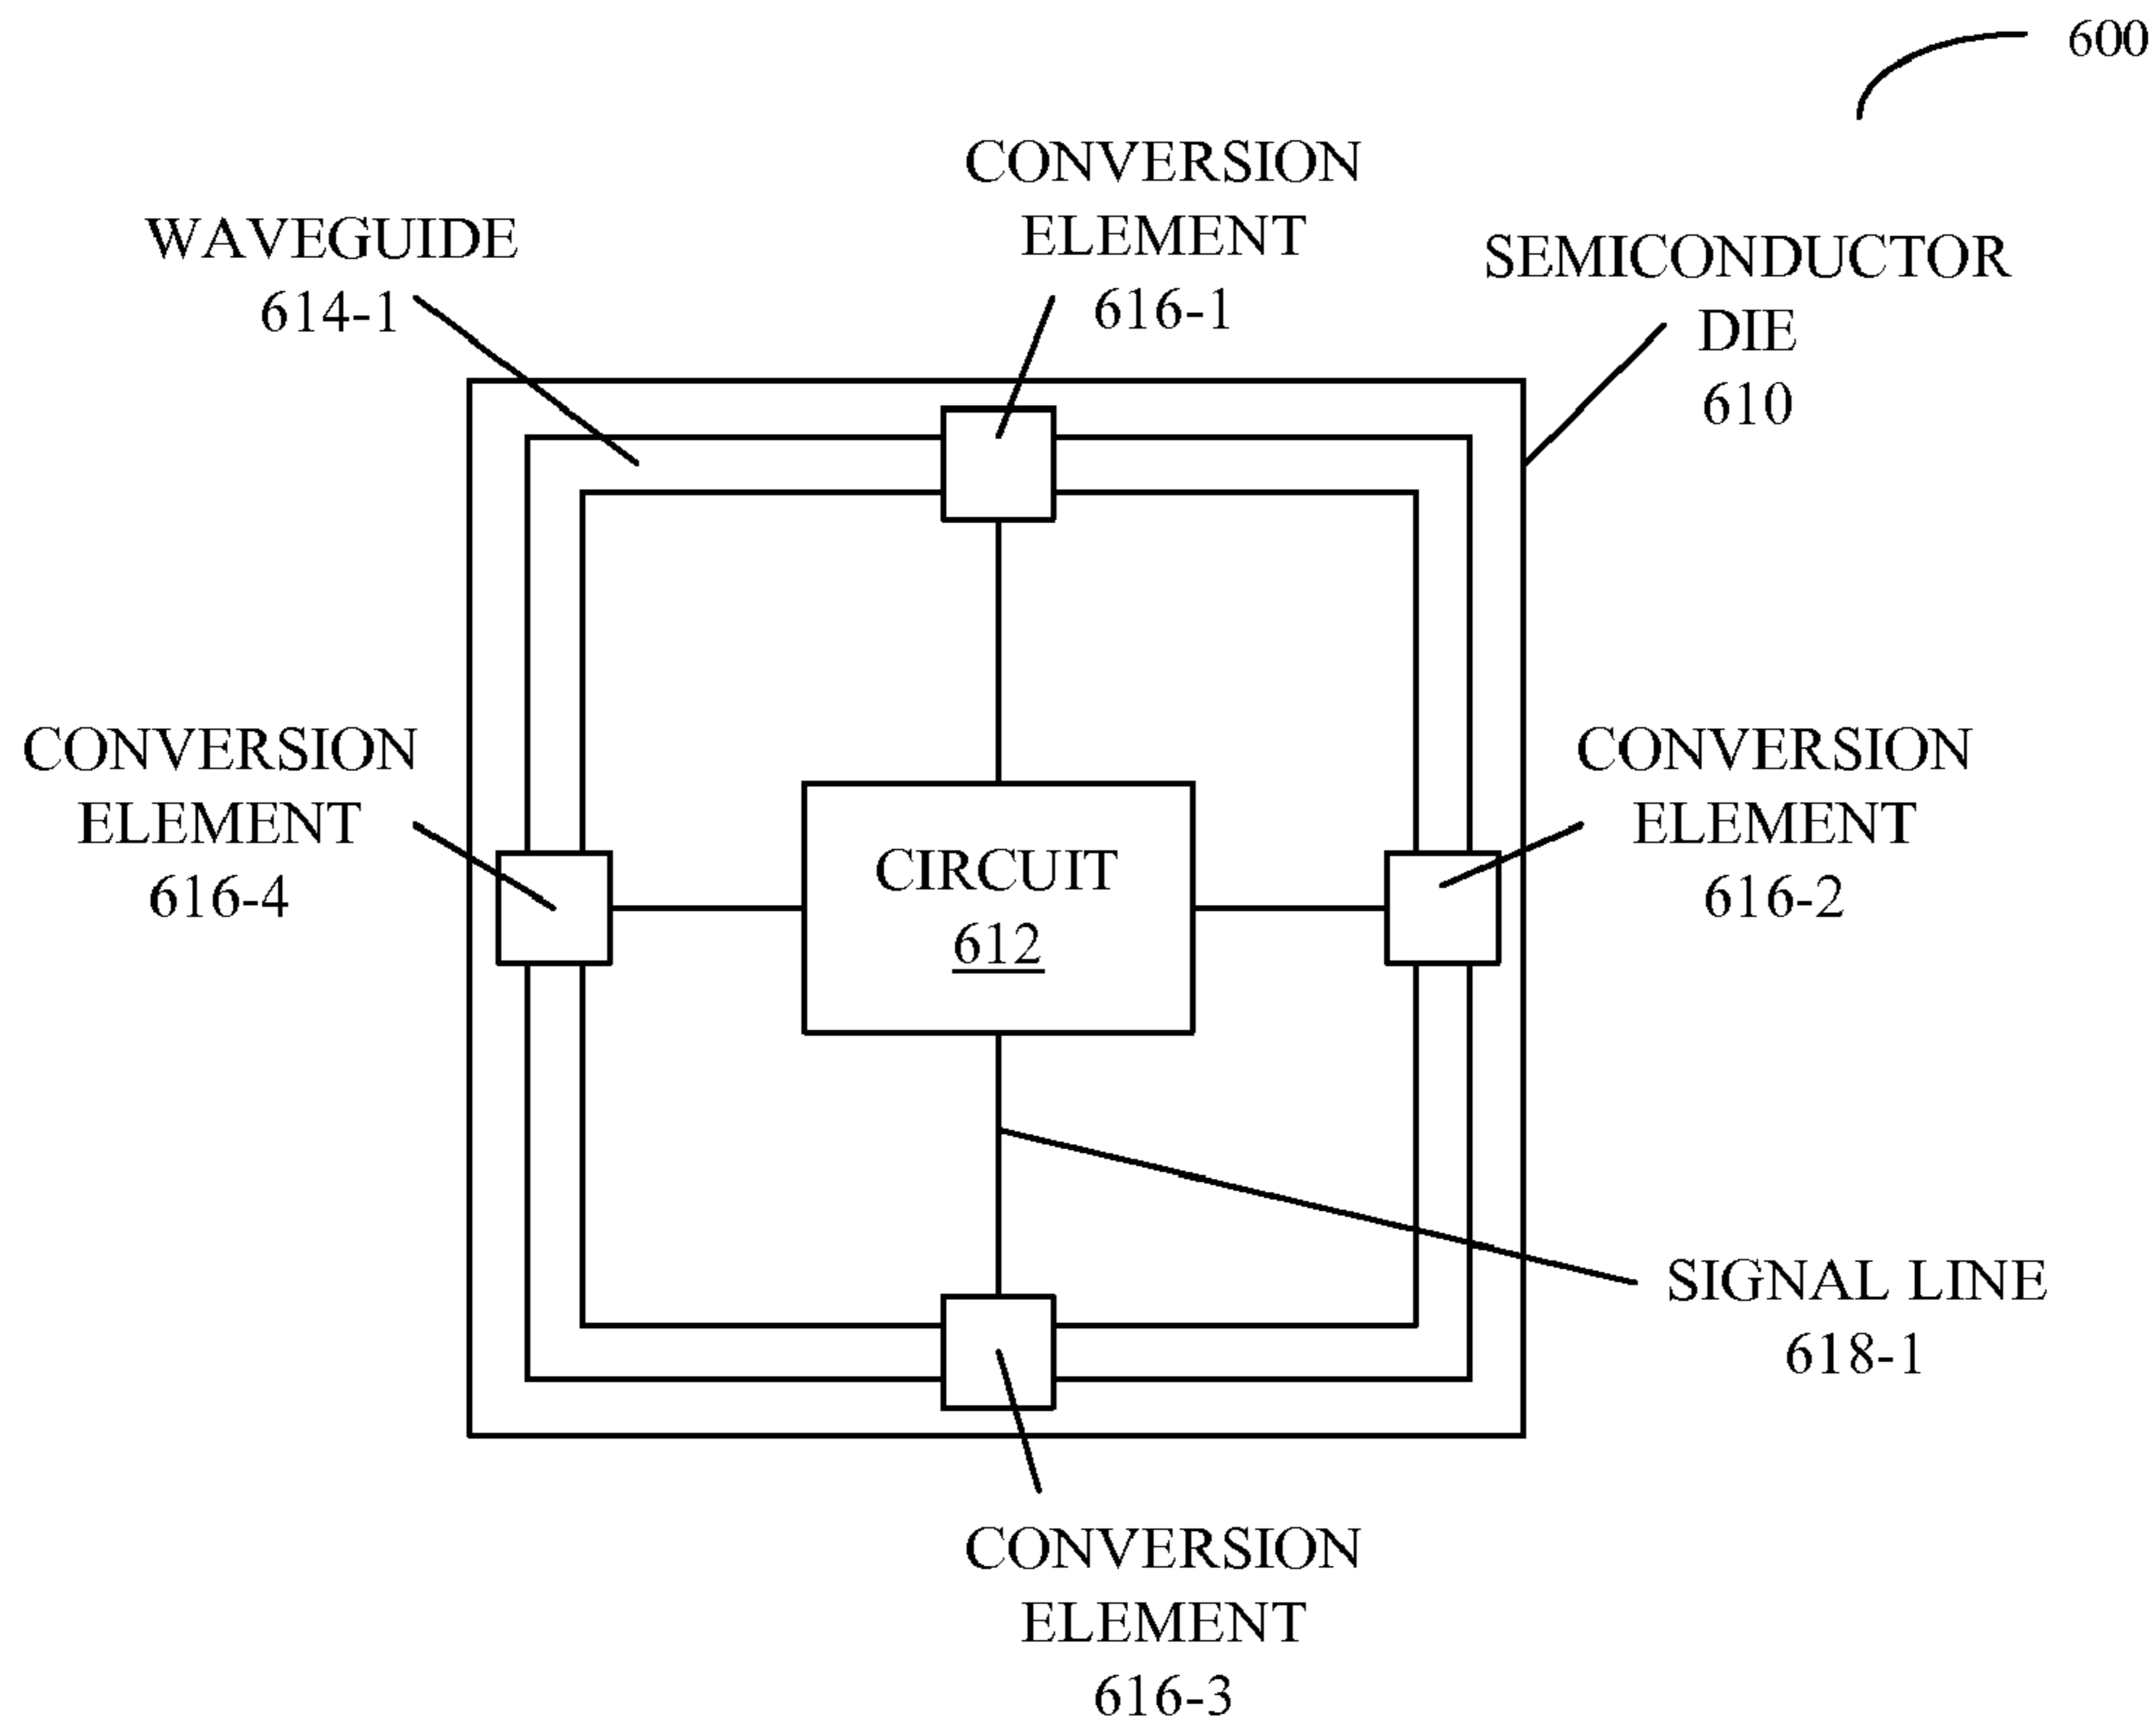 600
CONVERSION
ELEMENT
616-1
WAVEGUIDE
614-1
SEMICONDUCTOR
DIE
610
CONVERSION
ELEMENT
616-4
CIRCUIT
612
CONVERSION
ELEMENT
616-2
SIGNAL LINE
618-1
CONVERSION
ELEMENT
616-3